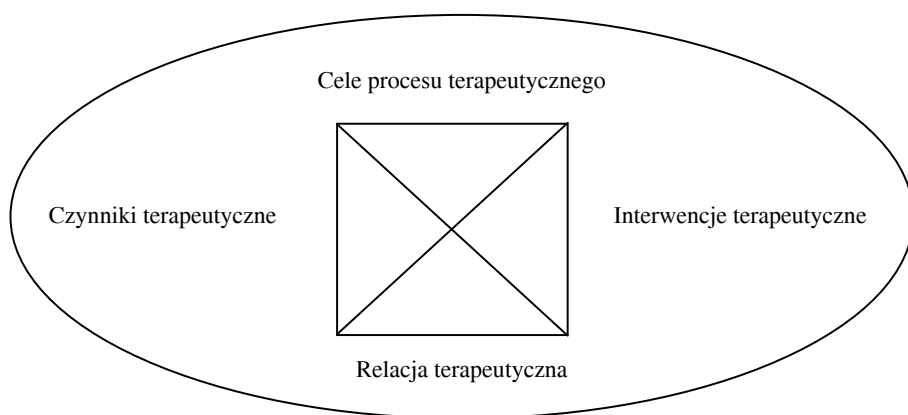 Cele procesu terapeutycznego
Czynniki terapeutyczne
Interwencje terapeutyczne
Relacja terapeutyczna